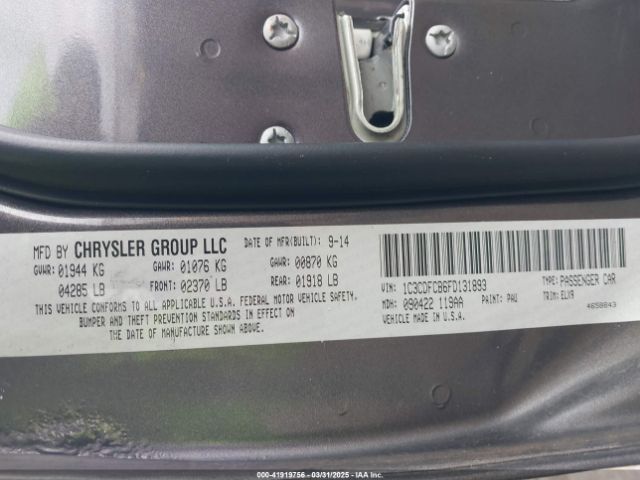 MFD BY CHRYSLER GROUP LLC DATE OF MFR(BUILT): 9-14
GVWR: 01944 KG GAWR: 01076 KG GAWR: 00870 KG
04285 LB FRONT: 02370 LB REAR: 01918 LB
THIS VEHICLE CONFORMS TO ALL APPLICABLE U.S.A. FEDERAL MOTOR VEHICLE SAFETY,
BUMPER AND THEFT PREVENTION STANDARDS IN EFFECT ON
THE DATE OF MANUFACTURE SHOWN ABOVE.
VIN: 1C3CDFCB6FD131893 TYPE: PASSENGER CAR
MDH: 090422 119AA PAINT: PAU TRIM: ELX9
VEHICLE MADE IN U.S.A. 4658843
000-41919756 - 03/31/2025 - IAAI, Inc. Copyright